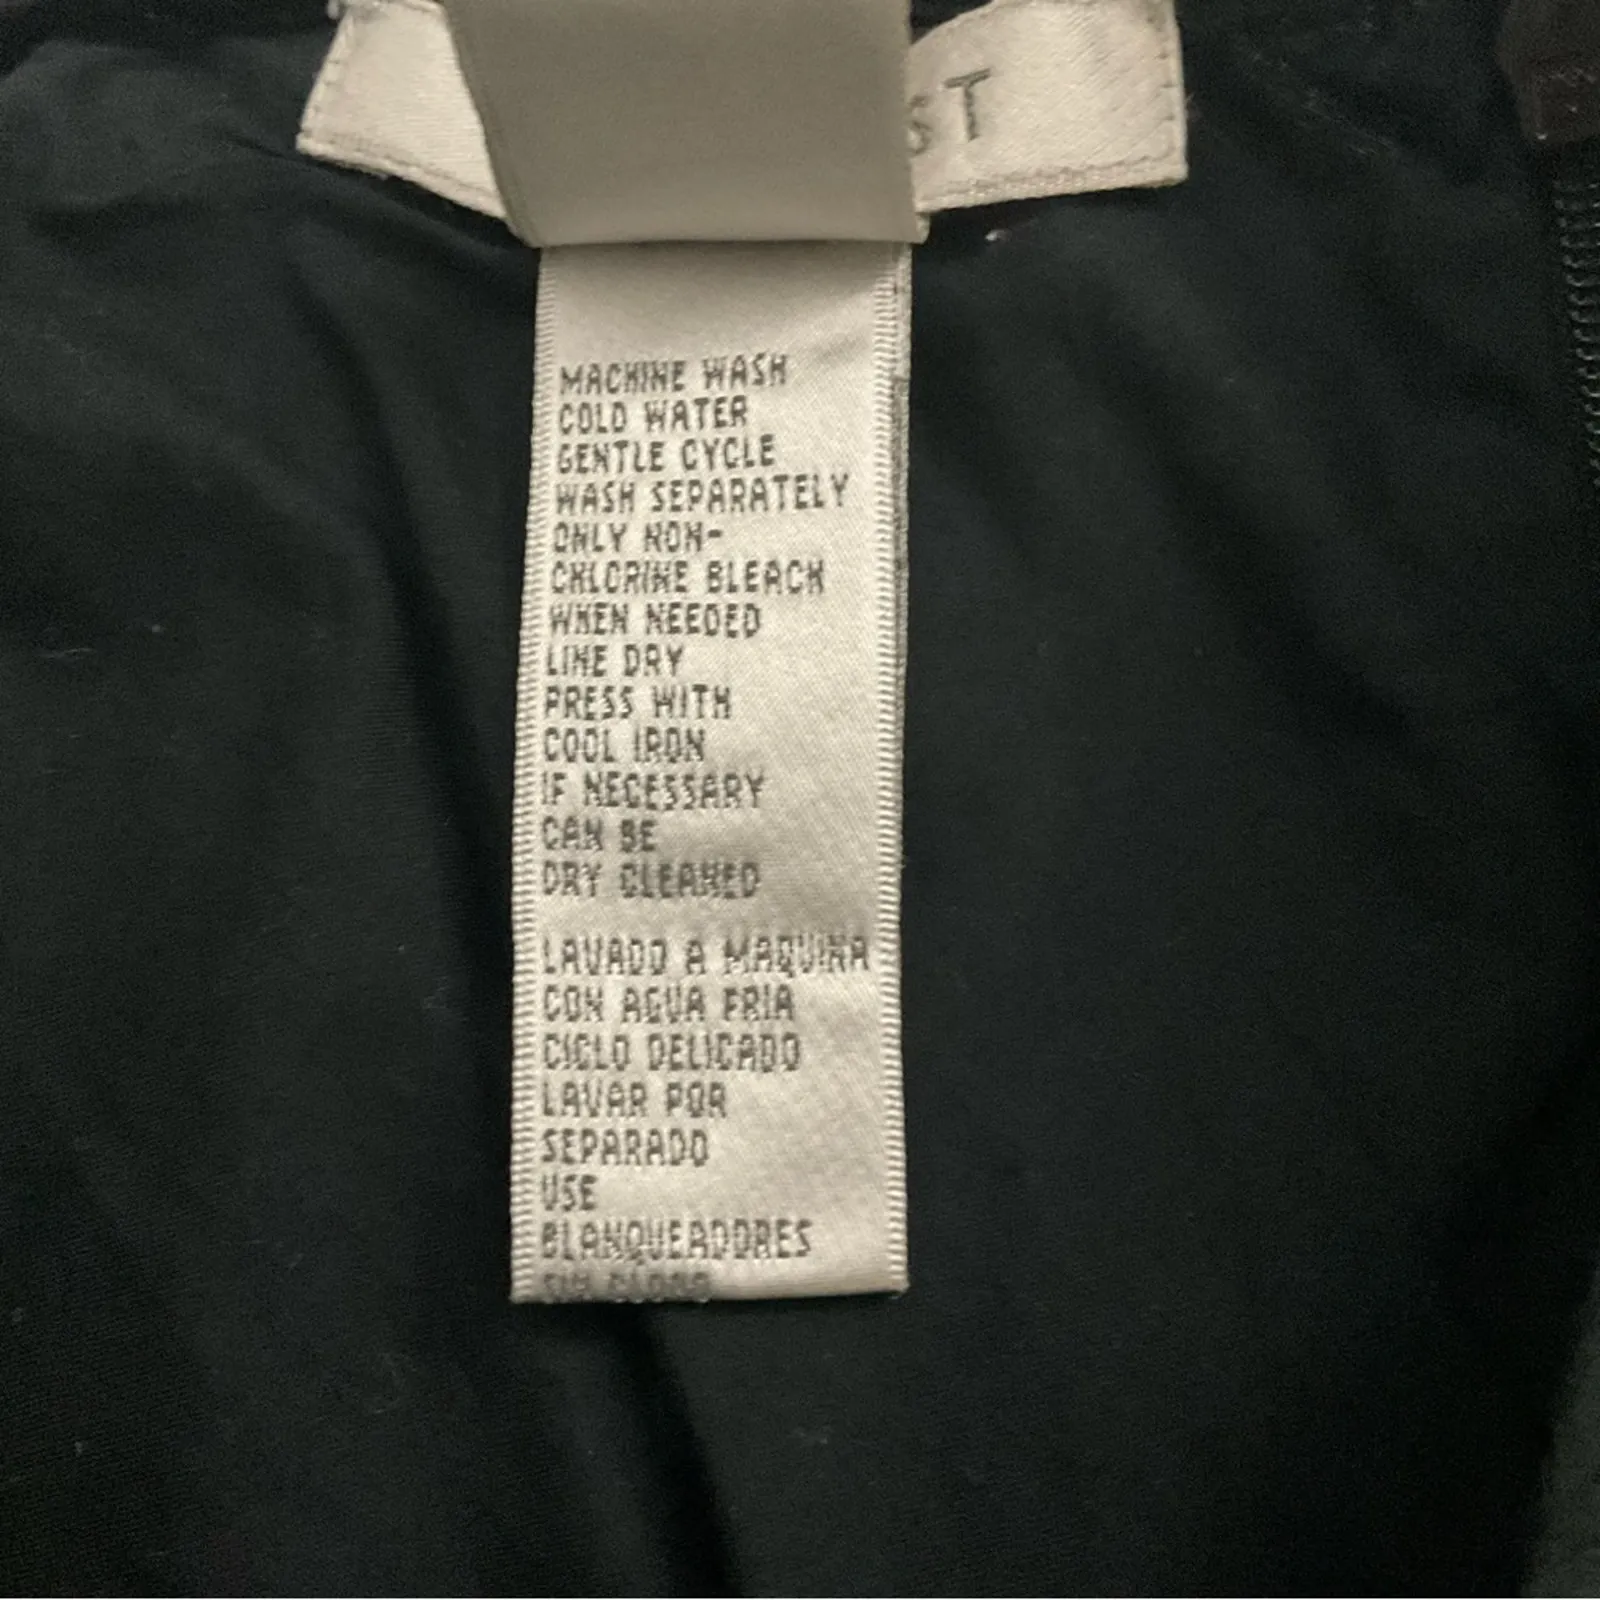 ST
MACHINE WASH
COLD WATER
GENTLE CYCLE
WASH SEPARATELY
ONLY NON-
CHLORINE BLEACH
WHEN NEEDED
LINE DRY
PRESS WITH
COOL IRON
IF NECESSARY
CAN BE
DRY CLEANED
LAVADO A MAQUINA
CON AGUA FRIA
CICLO DELICADO
LAVAR POR
SEPARADO
USE
BLANQUEADORES
SIN